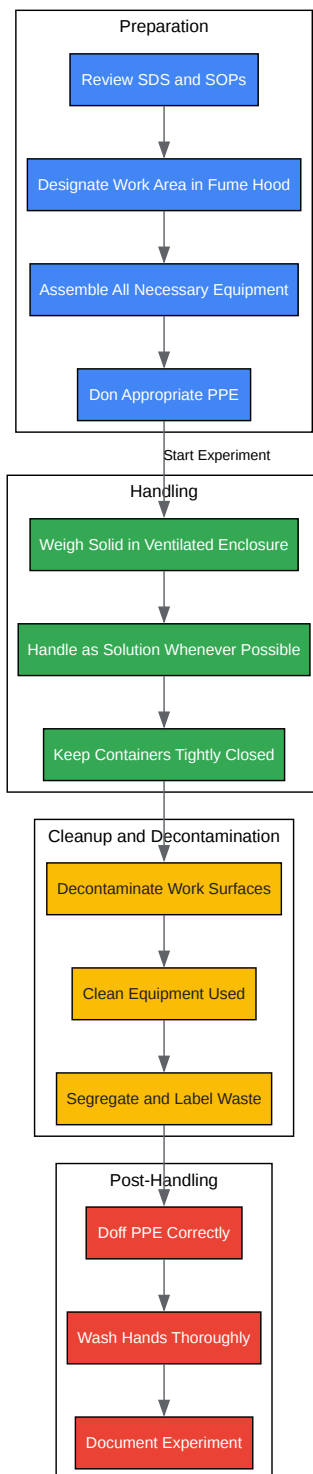 Preparation
Review SDS and SOPs
Designate Work Area in Fume Hood
Assemble All Necessary Equipment
Don Appropriate PPE
Start Experiment
Handling
Weigh Solid in Ventilated Enclosure
Handle as Solution Whenever Possible
Keep Containers Tightly Closed
Cleanup and Decontamination
Decontaminate Work Surfaces
Clean Equipment Used
Segregate and Label Waste
Post-Handling
Doff PPE Correctly
Wash Hands Thoroughly
Document Experiment